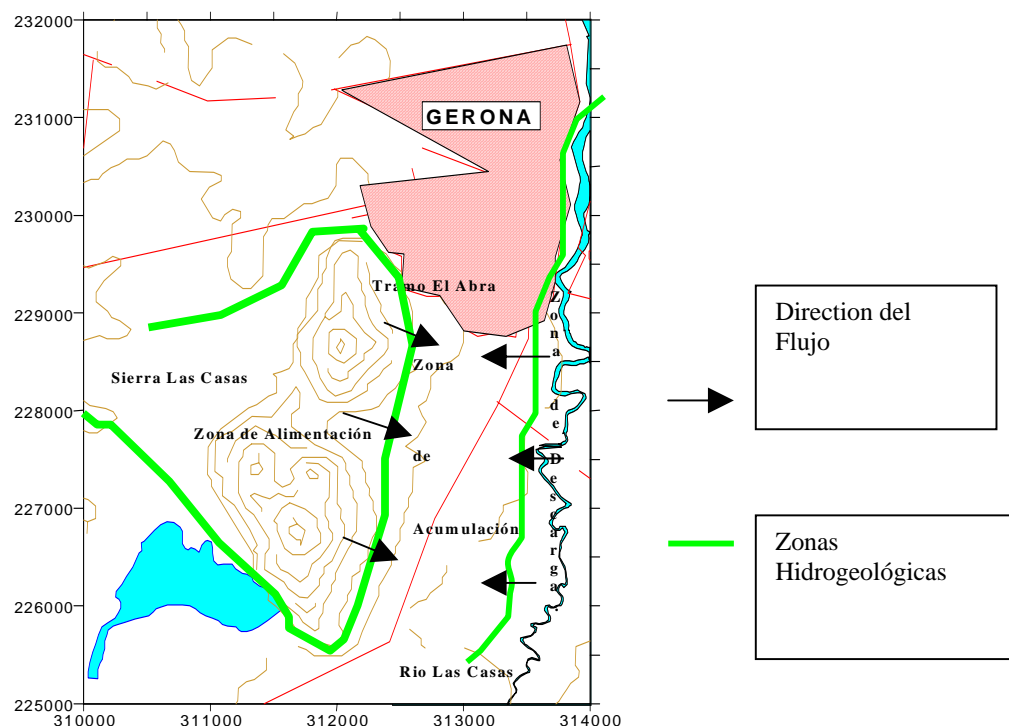 232000
231000
230000
229000
228000
227000
226000
225000
310000 311000 312000 313000 314000
GERONA
Tramo El Abra
Zona
de
Acumulación
Sierra Las Casas
Zona de Alimentación
Zona de Descarga.
Rio Las Casas
Direction del
Flujo
Zonas
Hidrogeológicas